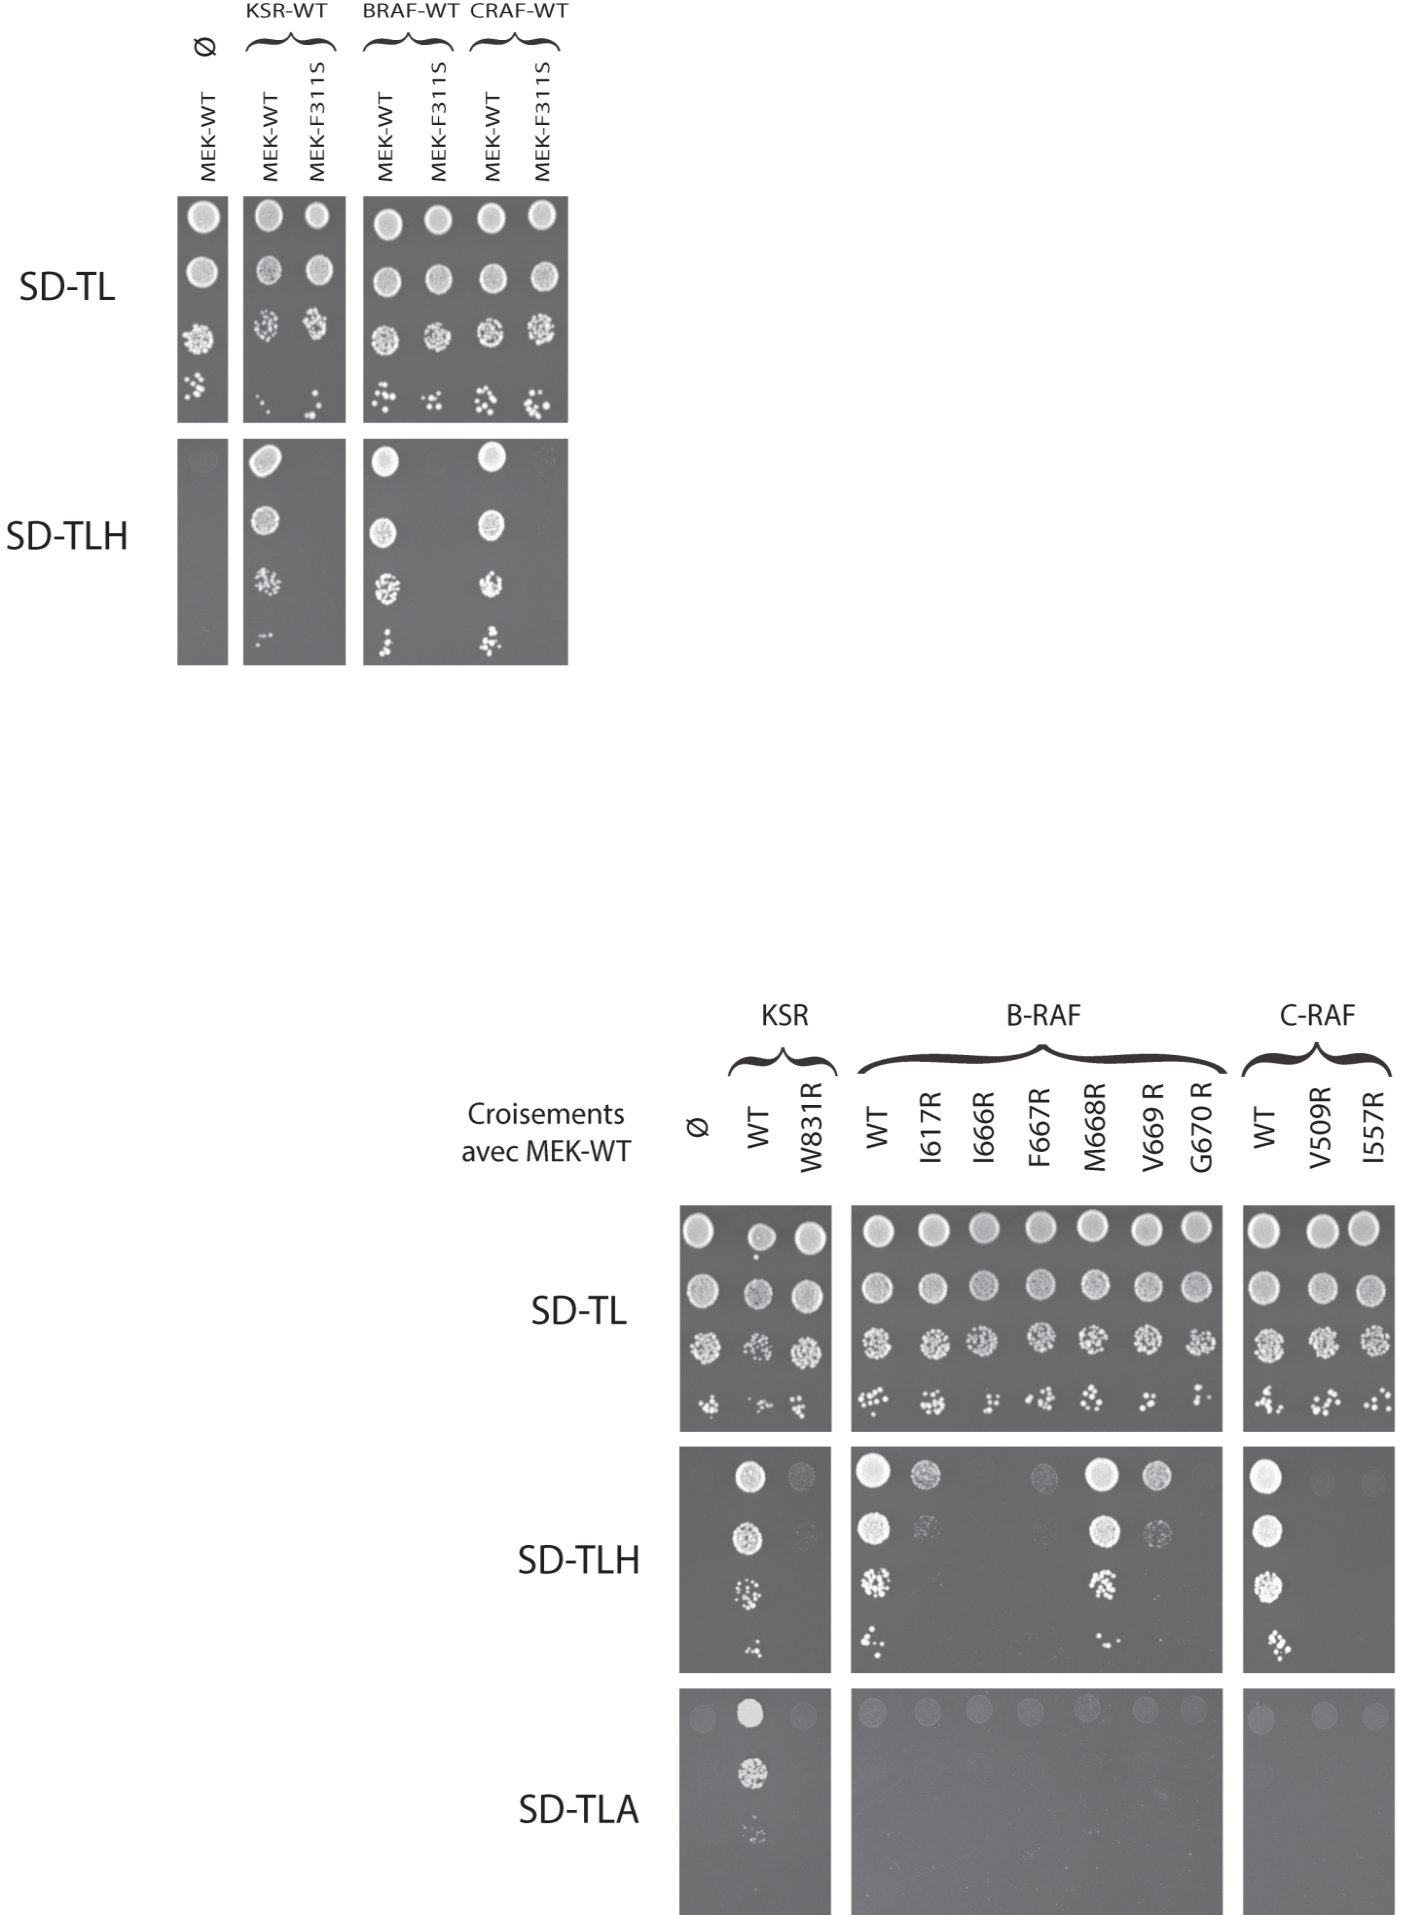 KSR-WT BRAF-WT CRAF-WT
Ø
MEK-WT MEK-WT MEK-F311S MEK-WT MEK-F311S MEK-WT MEK-F311S
SD-TL
SD-TLH
KSR B-RAF C-RAF
Croisements
avec MEK-WT
Ø WT W831R WT I617R I666R F667R M668R V669 R G670 R WT V509R I557R
SD-TL
SD-TLH
SD-TLA